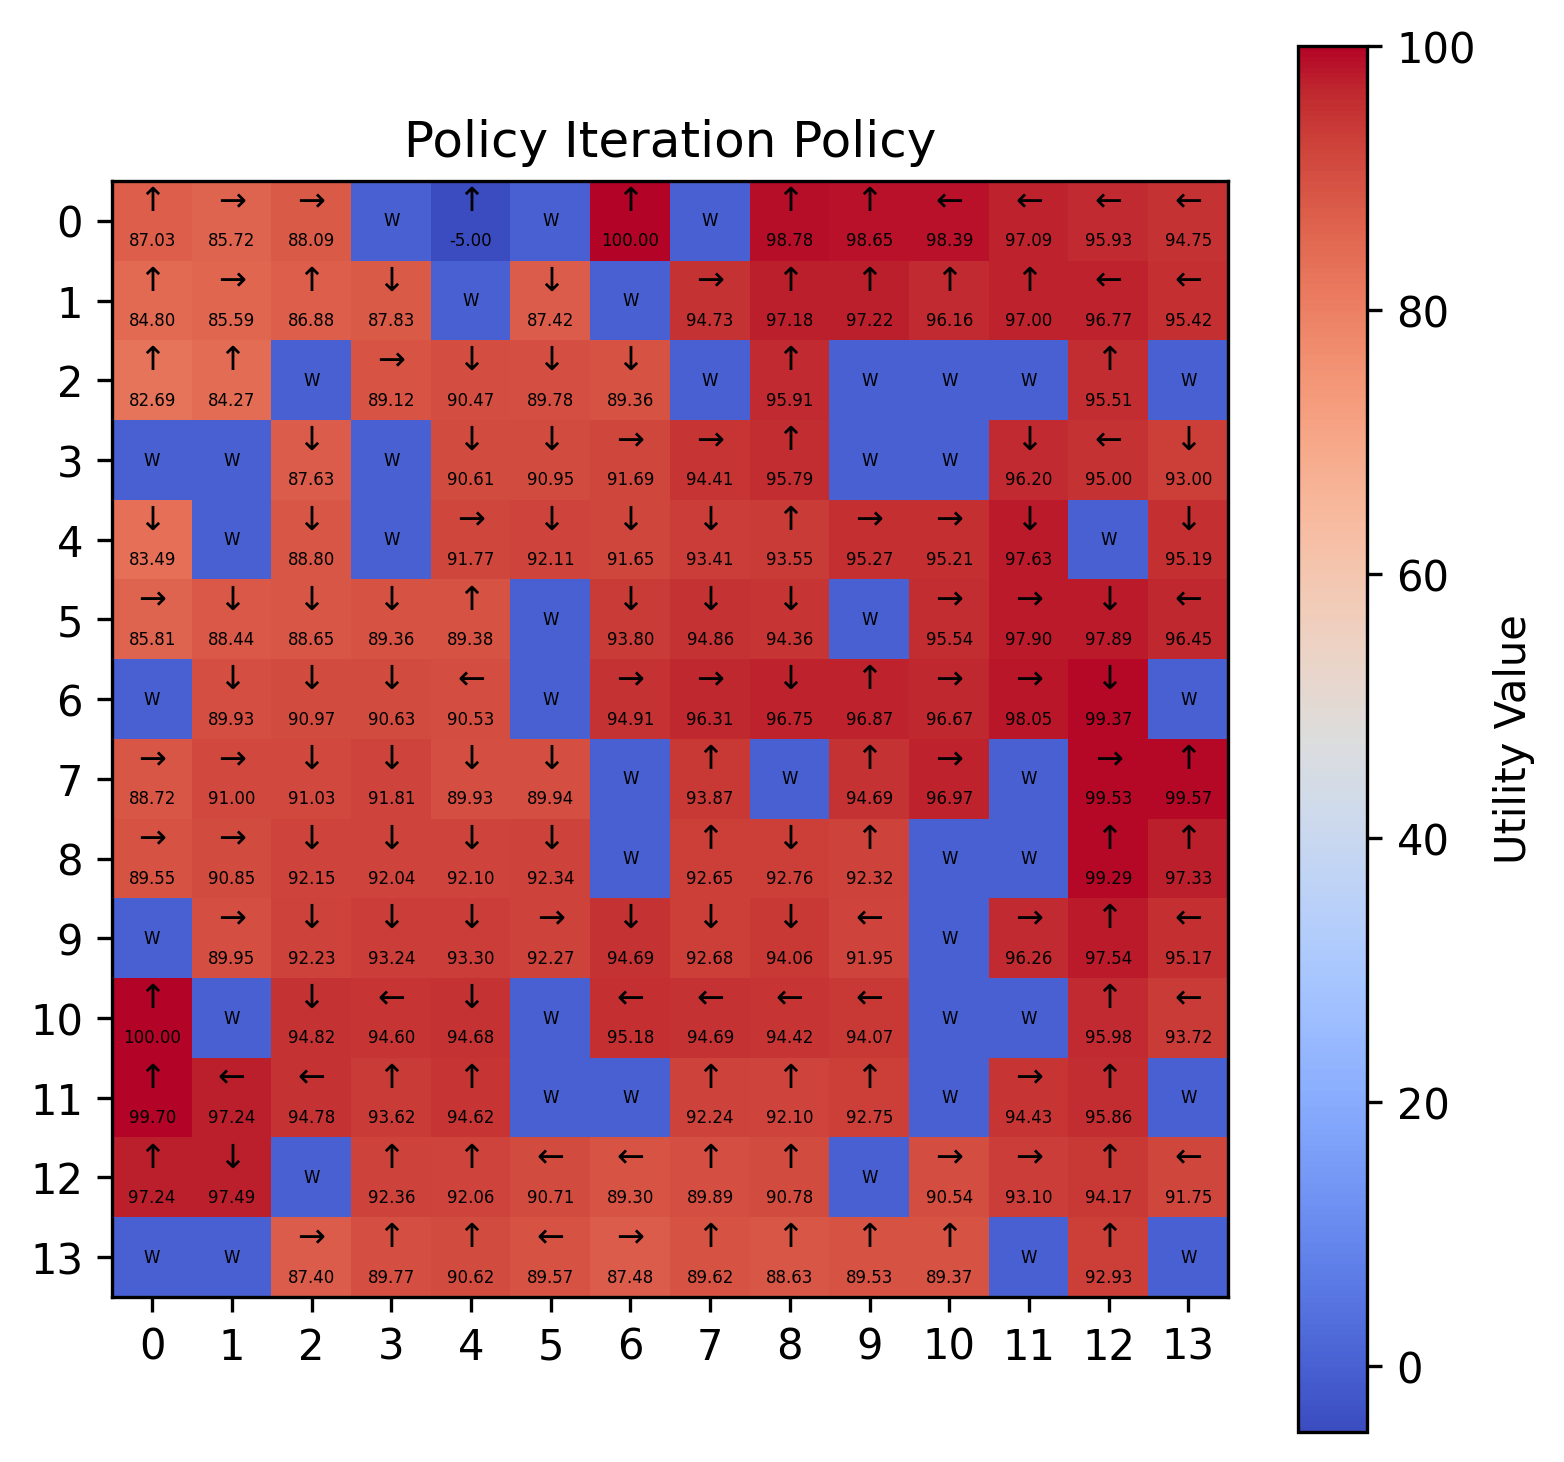 Policy Iteration Policy
0 ↑ → → W ↑ W ↑ W ↑ ↑ ← ← ← ←
87.03 85.72 88.09 -5.00 100.00 98.78 98.65 98.39 97.09 95.93 94.75
1 ↑ → ↑ ↓ W ↓ W → ↑ ↑ ↑ ↑ ← ←
84.80 85.59 86.88 87.83 87.42 94.73 97.18 97.22 96.16 97.00 96.77 95.42
2 ↑ ↑ W → ↓ ↓ ↓ W ↑ W W W ↑ W
82.69 84.27 89.12 90.47 89.78 89.36 95.91 95.51
3 W W ↓ W ↓ ↓ → → ↑ W W ↓ ← ↓
87.63 90.61 90.95 91.69 94.41 95.79 96.20 95.00 93.00
4 ↓ W ↓ W → ↓ ↓ ↓ ↑ → → ↓ W ↓
83.49 88.80 91.77 92.11 91.65 93.41 93.55 95.27 95.21 97.63 95.19
5 → ↓ ↓ ↓ ↑ W ↓ ↓ ↓ W → → ↓ ←
85.81 88.44 88.65 89.36 89.38 93.80 94.86 94.36 95.54 97.90 97.89 96.45
6 W ↓ ↓ ↓ ← W → → ↓ ↑ → → ↓ W
89.93 90.97 90.63 90.53 94.91 96.31 96.75 96.87 96.67 98.05 99.37
7 → → ↓ ↓ ↓ ↓ W ↑ W ↑ → W → ↑
88.72 91.00 91.03 91.81 89.93 89.94 93.87 94.69 96.97 99.53 99.57
8 → → ↓ ↓ ↓ ↓ W ↑ ↓ ↑ W W ↑ ↑
89.55 90.85 92.15 92.04 92.10 92.34 92.65 92.76 92.32 99.29 97.33
9 W → ↓ ↓ ↓ → ↓ ↓ ↓ ← W → ↑ ←
89.95 92.23 93.24 93.30 92.27 94.69 92.68 94.06 91.95 96.26 97.54 95.17
10 ↑ W ↓ ← ↓ W ← ← ← ← W W ↑ ←
100.00 94.82 94.60 94.68 95.18 94.69 94.42 94.07 95.98 93.72
11 ↑ ← ← ↑ ↑ W W ↑ ↑ ↑ W → ↑ W
99.70 97.24 94.78 93.62 94.62 92.24 92.10 92.75 94.43 95.86
12 ↑ ↓ W ↑ ↑ ← ← ↑ ↑ W → → ↑ ←
97.24 97.49 92.36 92.06 90.71 89.30 89.89 90.78 90.54 93.10 94.17 91.75
13 W W → ↑ ↑ ← → ↑ ↑ ↑ ↑ W ↑ W
87.40 89.77 90.62 89.57 87.48 89.62 88.63 89.53 89.37 92.93
0 1 2 3 4 5 6 7 8 9 10 11 12 13
100
80
60
40
20
0
Utility Value